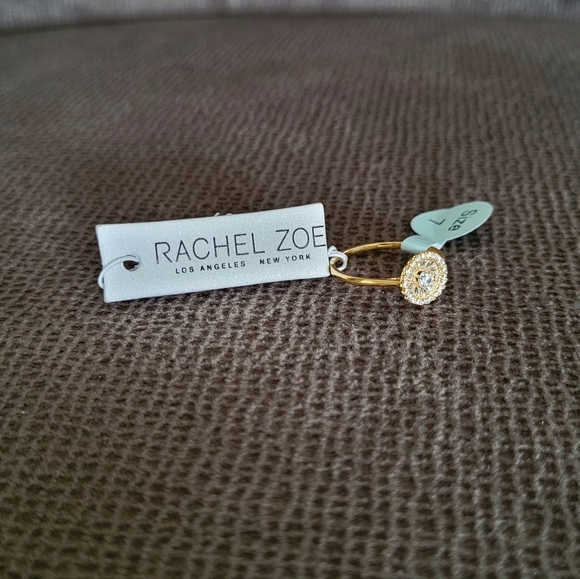 RACHEL ZOE
LOS ANGELES NEW YORK
Size
7